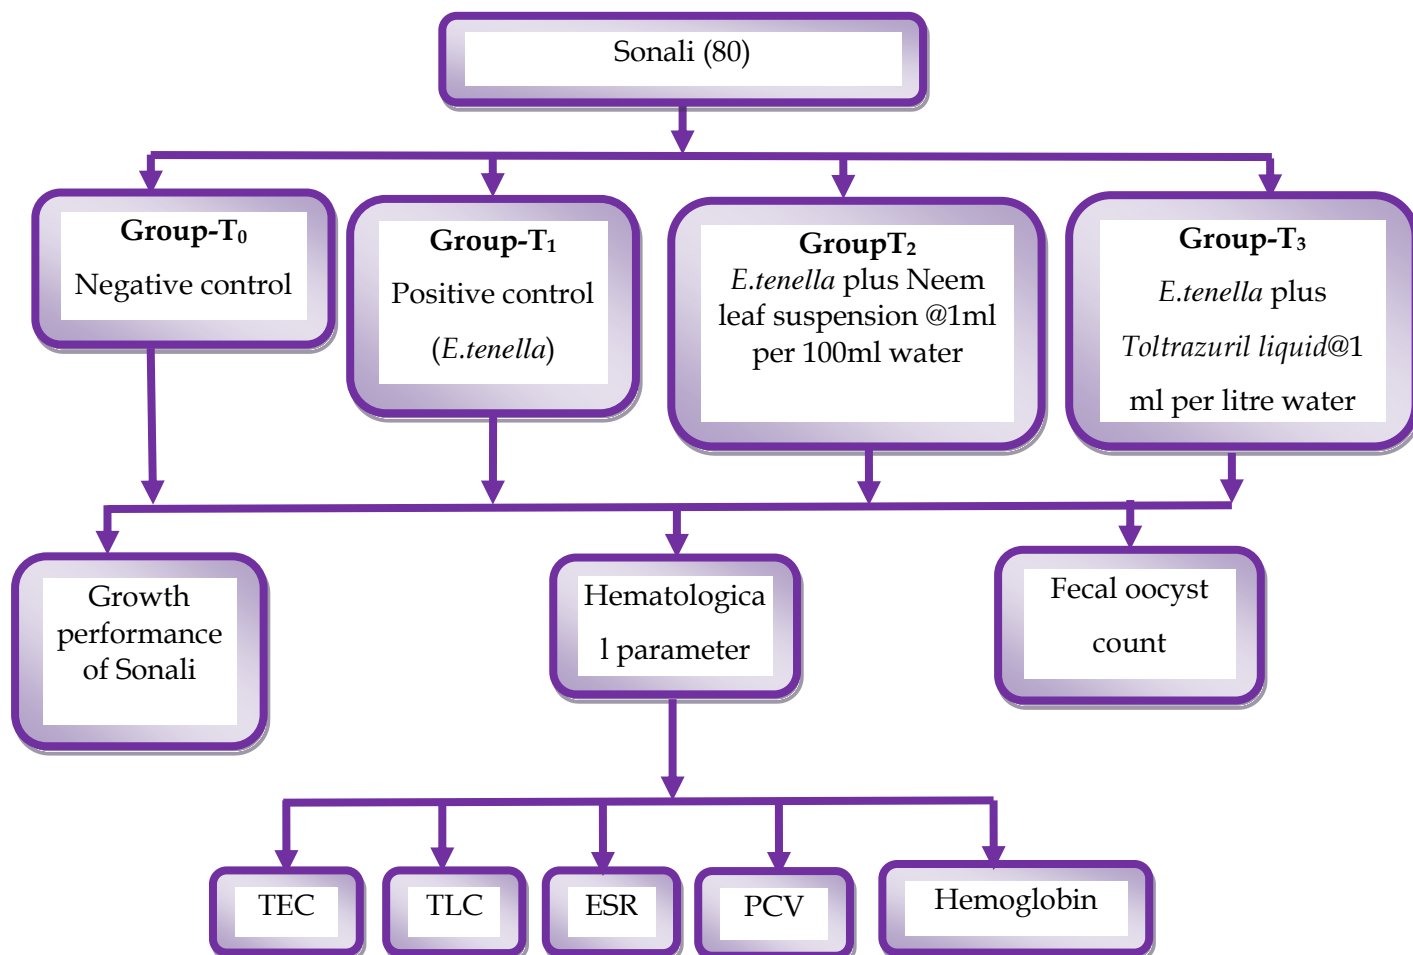 Sonali (80)
Group-T₀
Negative control
Group-T₁
Positive control
(E.tenella)
GroupT₂
E.tenella plus Neem
leaf suspension @1ml
per 100ml water
Group-T₃
E.tenella plus
Toltrazuril liquid@1
ml per litre water
Growth
performance
of Sonali
Hematologica
l parameter
Fecal oocyst
count
TEC
TLC
ESR
PCV
Hemoglobin